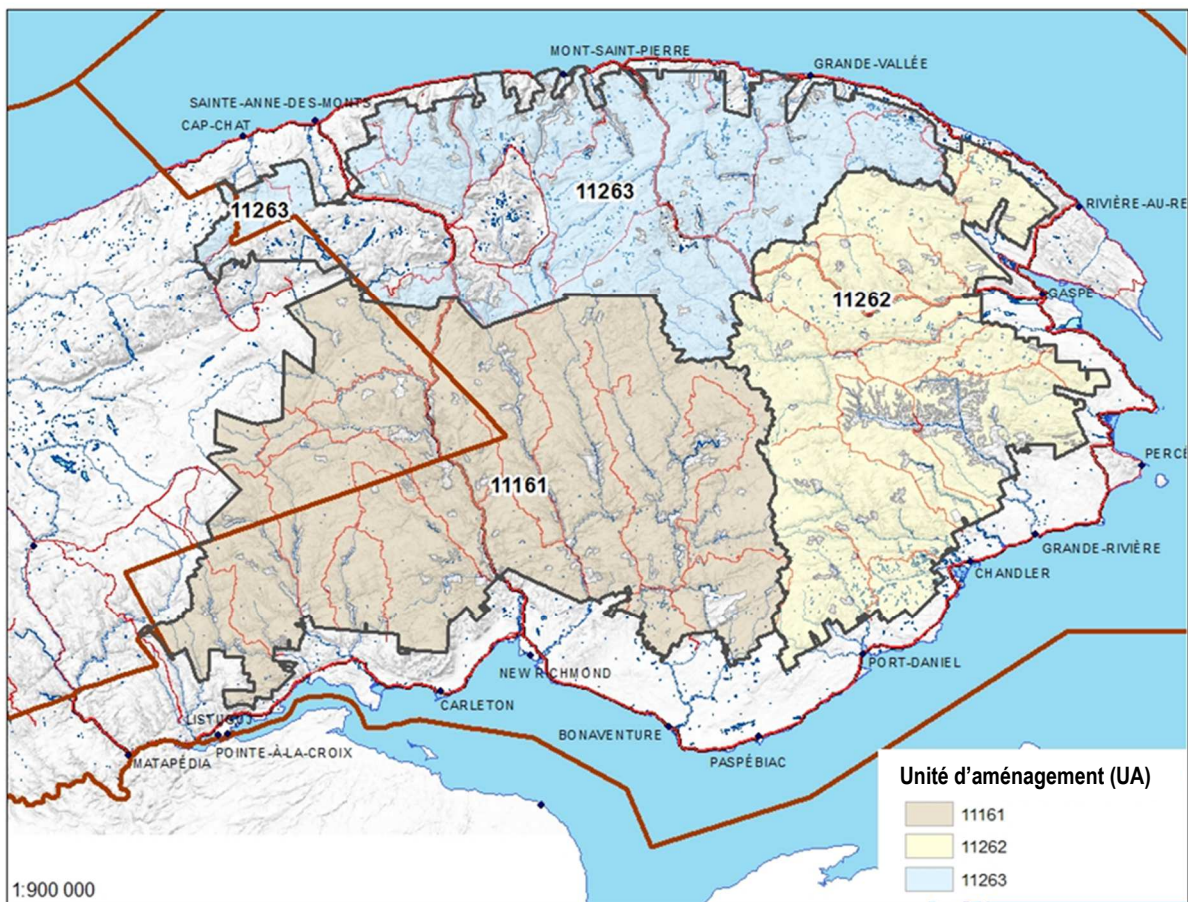 MONT-SAINT-PIERRE
GRANDE-VALLÉE
SAINTE-ANNE-DES-MONTS
CAP-CHAT
11263
11263
RIVIÈRE-AU-RE
11262
GASPÉ
11161
PERCÉ
GRANDE-RIVIÈRE
CHANDLER
PORT-DANIEL
NEW RICHMOND
CARLETON
LISTUGUJ
BONAVENTURE
POINTE-À-LA-CROIX
MATAPÉDIA
PASPÉBIAC
Unité d’aménagement (UA)
11161
11262
11263
1:900 000